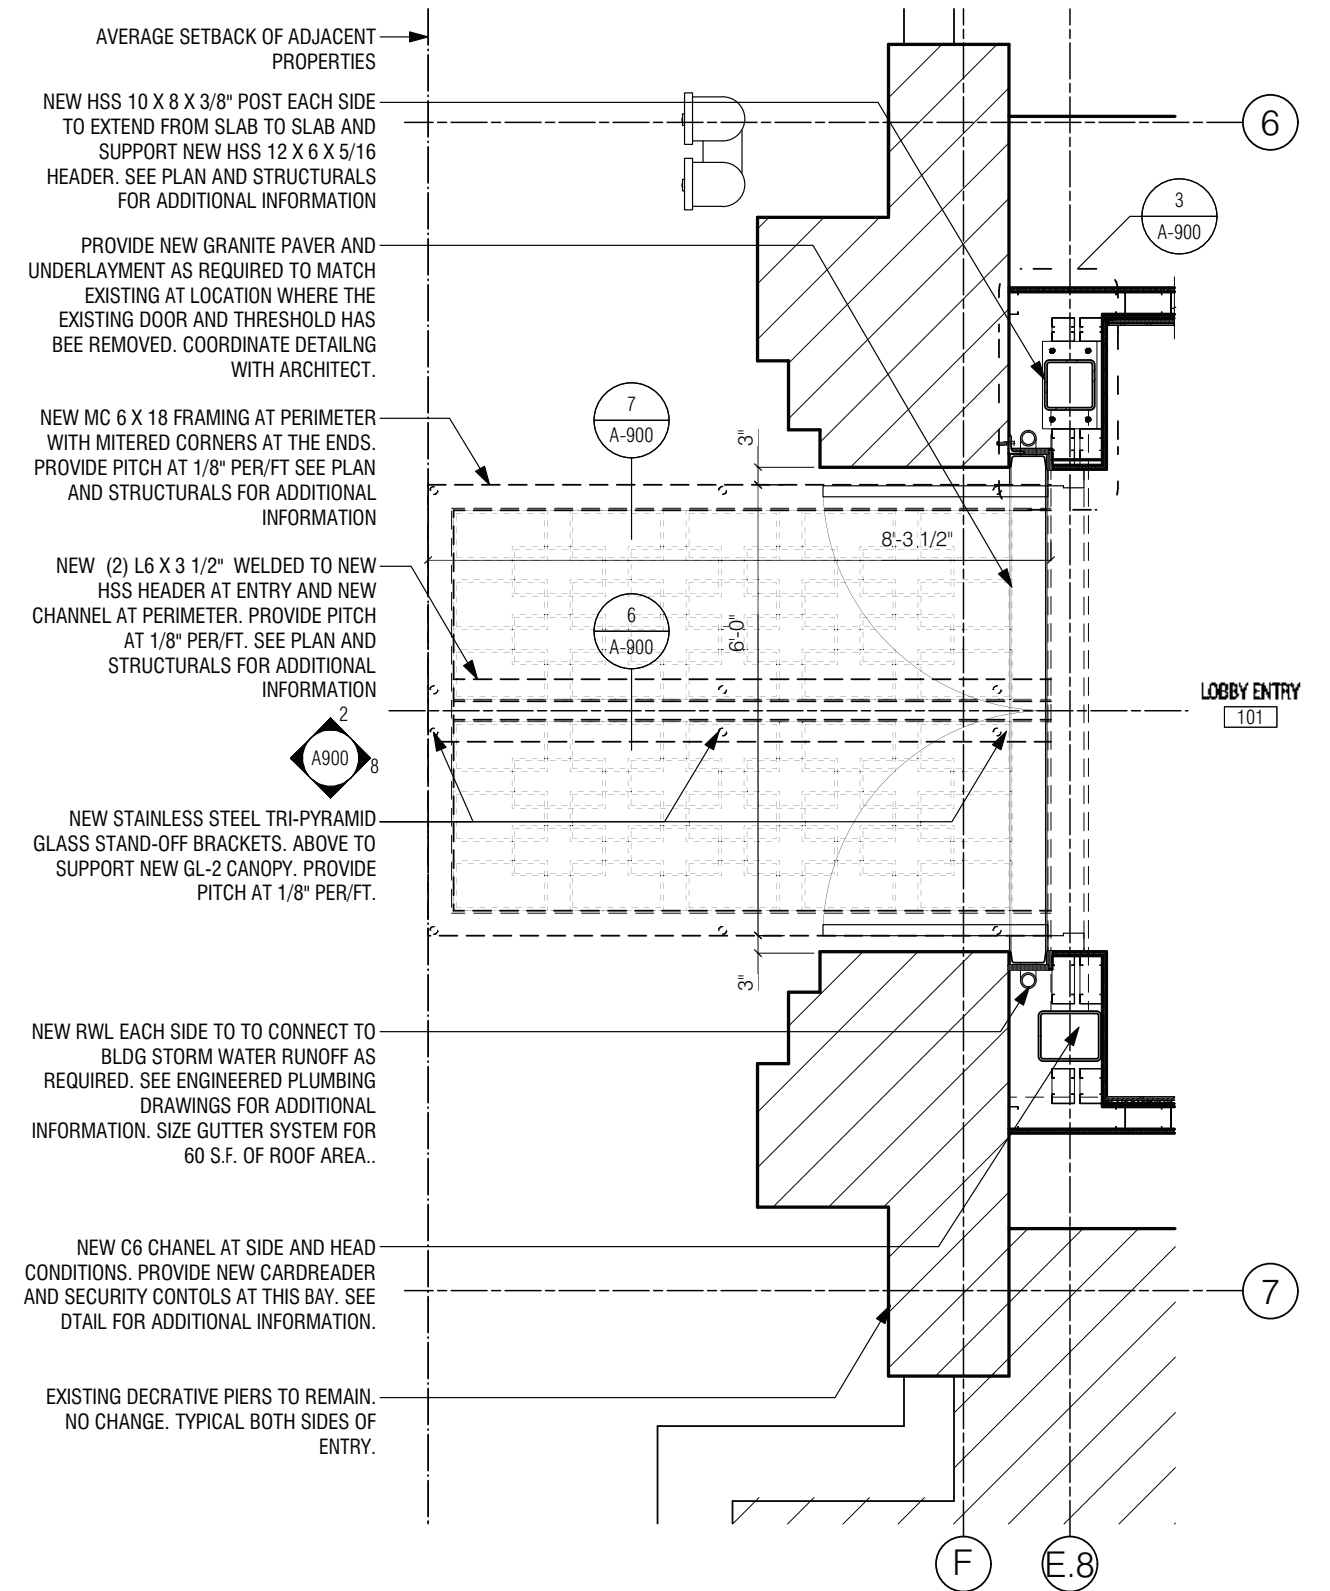 AVERAGE SETBACK OF ADJACENT
PROPERTIES
NEW HSS 10 X 8 X 3/8" POST EACH SIDE
TO EXTEND FROM SLAB TO SLAB AND
SUPPORT NEW HSS 12 X 6 X 5/16
HEADER. SEE PLAN AND STRUCTURALS
FOR ADDITIONAL INFORMATION
6
3
A-900
PROVIDE NEW GRANITE PAVER AND
UNDERLAYMENT AS REQUIRED TO MATCH
EXISTING AT LOCATION WHERE THE
EXISTING DOOR AND THRESHOLD HAS
BEE REMOVED. COORDINATE DETAILNG
WITH ARCHITECT.
NEW MC 6 X 18 FRAMING AT PERIMETER
WITH MITERED CORNERS AT THE ENDS.
PROVIDE PITCH AT 1/8" PER/FT SEE PLAN
AND STRUCTURALS FOR ADDITIONAL
INFORMATION
7
A-900
3"
8'-3 1/2"
NEW (2) L6 X 3 1/2" WELDED TO NEW
HSS HEADER AT ENTRY AND NEW
CHANNEL AT PERIMETER. PROVIDE PITCH
AT 1/8" PER/FT. SEE PLAN AND
STRUCTURALS FOR ADDITIONAL
INFORMATION
6
A-900
6'-0"
LOBBY ENTRY
101
2
A900
8
NEW STAINLESS STEEL TRI-PYRAMID
GLASS STAND-OFF BRACKETS. ABOVE TO
SUPPORT NEW GL-2 CANOPY. PROVIDE
PITCH AT 1/8" PER/FT.
3"
NEW RWL EACH SIDE TO TO CONNECT TO
BLDG STORM WATER RUNOFF AS
REQUIRED. SEE ENGINEERED PLUMBING
DRAWINGS FOR ADDITIONAL
INFORMATION. SIZE GUTTER SYSTEM FOR
60 S.F. OF ROOF AREA..
NEW C6 CHANEL AT SIDE AND HEAD
CONDITIONS. PROVIDE NEW CARDREADER
AND SECURITY CONTOLS AT THIS BAY. SEE
DTAIL FOR ADDITIONAL INFORMATION.
7
EXISTING DECRATIVE PIERS TO REMAIN.
NO CHANGE. TYPICAL BOTH SIDES OF
ENTRY.
F
E.8